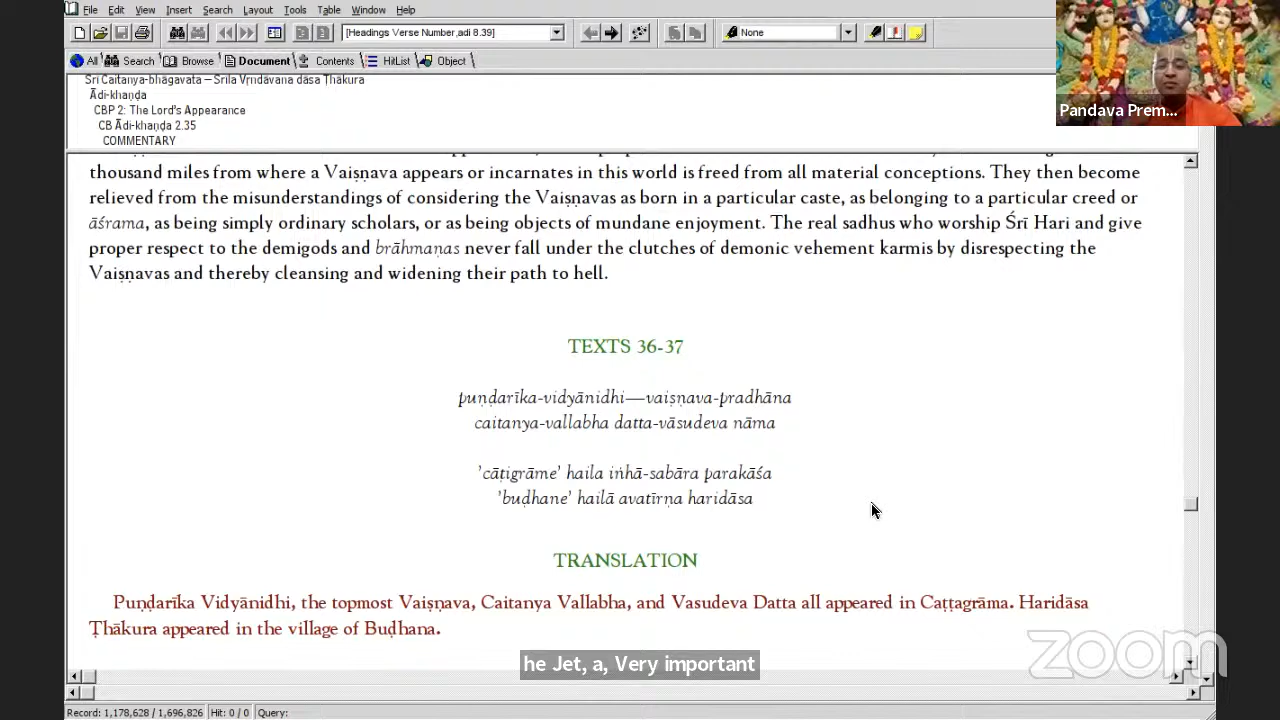 File Edit View Insert Search Layout Tools Table Window Help
[Headings Verse Number,adi 8.39]
None
All Search Browse Document Contents HitList Object
Śrī Caitanya-bhāgavata – Śrīla Vṛndāvana dāsa Ṭhākura
Ādi-khaṇḍa
CBP 2: The Lord's Appearance
CB Ādi-khaṇḍa 2.35
COMMENTARY
Pandava Prem...
thousand miles from where a Vaiṣṇava appears or incarnates in this world is freed from all material conceptions. They then become
relieved from the misunderstandings of considering the Vaiṣṇavas as born in a particular caste, as belonging to a particular creed or
āśrama, as being simply ordinary scholars, or as being objects of mundane enjoyment. The real sadhus who worship Śrī Hari and give
proper respect to the demigods and brāhmaṇas never fall under the clutches of demonic vehement karmis by disrespecting the
Vaiṣṇavas and thereby cleansing and widening their path to hell.
TEXTS 36-37
puṇḍarīka-vidyānidhi—vaiṣṇava-pradhāna
caitanya-vallabha datta-vāsudeva nāma
'cāṭigrāme' haila iṅhā-sabāra parakāśa
'buḍhane' hailā avatīrṇa haridāsa
TRANSLATION
Puṇḍarīka Vidyānidhi, the topmost Vaiṣṇava, Caitanya Vallabha, and Vasudeva Datta all appeared in Caṭṭagrāma. Haridāsa
Ṭhākura appeared in the village of Buḍhana.
he Jet, a, Very important
zoom
Record: 1,178,628 / 1,696,826 Hit: 0 / 0 Query: